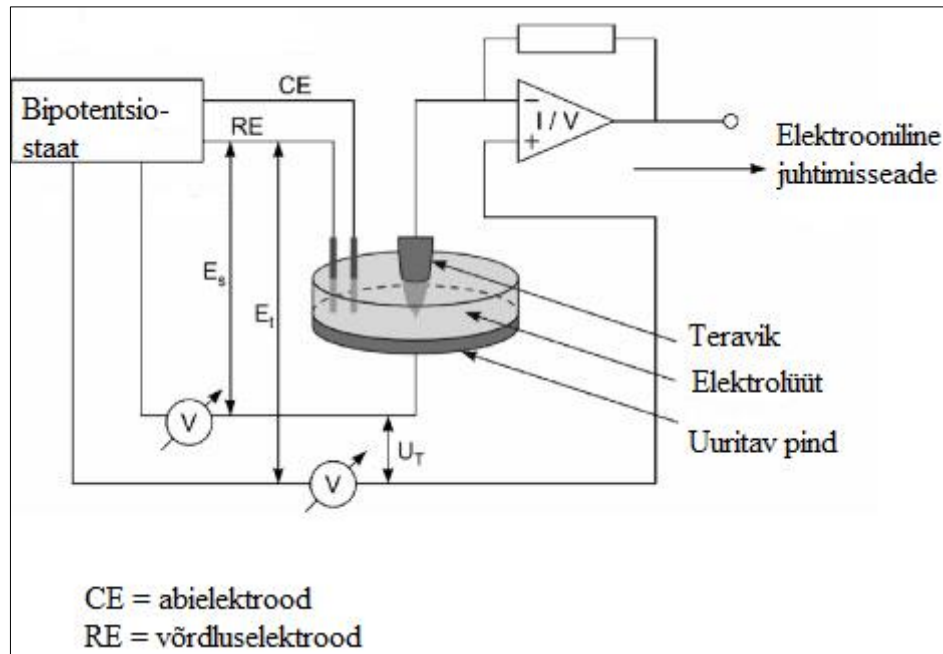 CE
Bipotentsio-
staat
RE
I / V
−
+
Elektrooniline
juhtimisseade
Es
Et
Teravik
Elektrolüüt
Uuritav pind
V
UT
V
CE = abielektrood
RE = võrdluselektrood